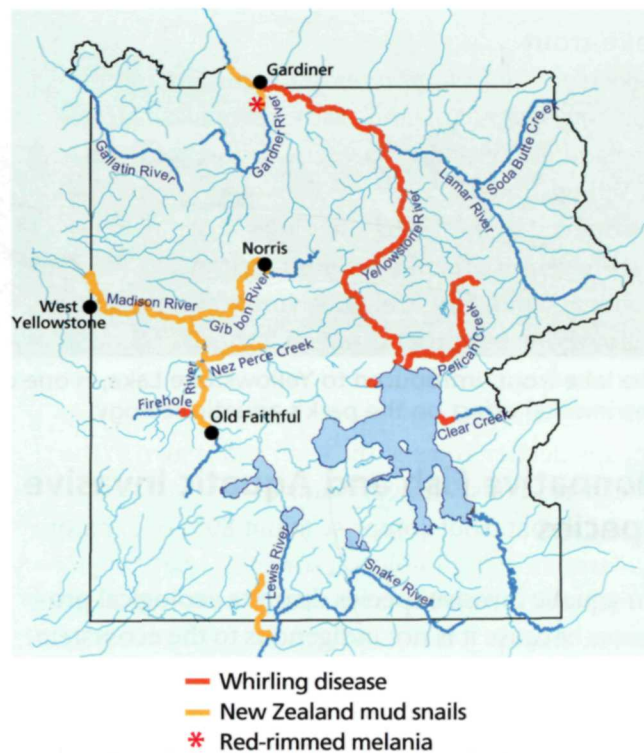 Gardiner
Gallatin River
Gardner River
Soda Butte Creek
Lamar River
Yellowstone River
Norris
West
Yellowstone
Madison River
Gibbon River
Pelican Creek
Nez Perce Creek
Firehole River
Old Faithful
Clear Creek
Lewis River
Snake River
Whirling disease
New Zealand mud snails
* Red-rimmed melania